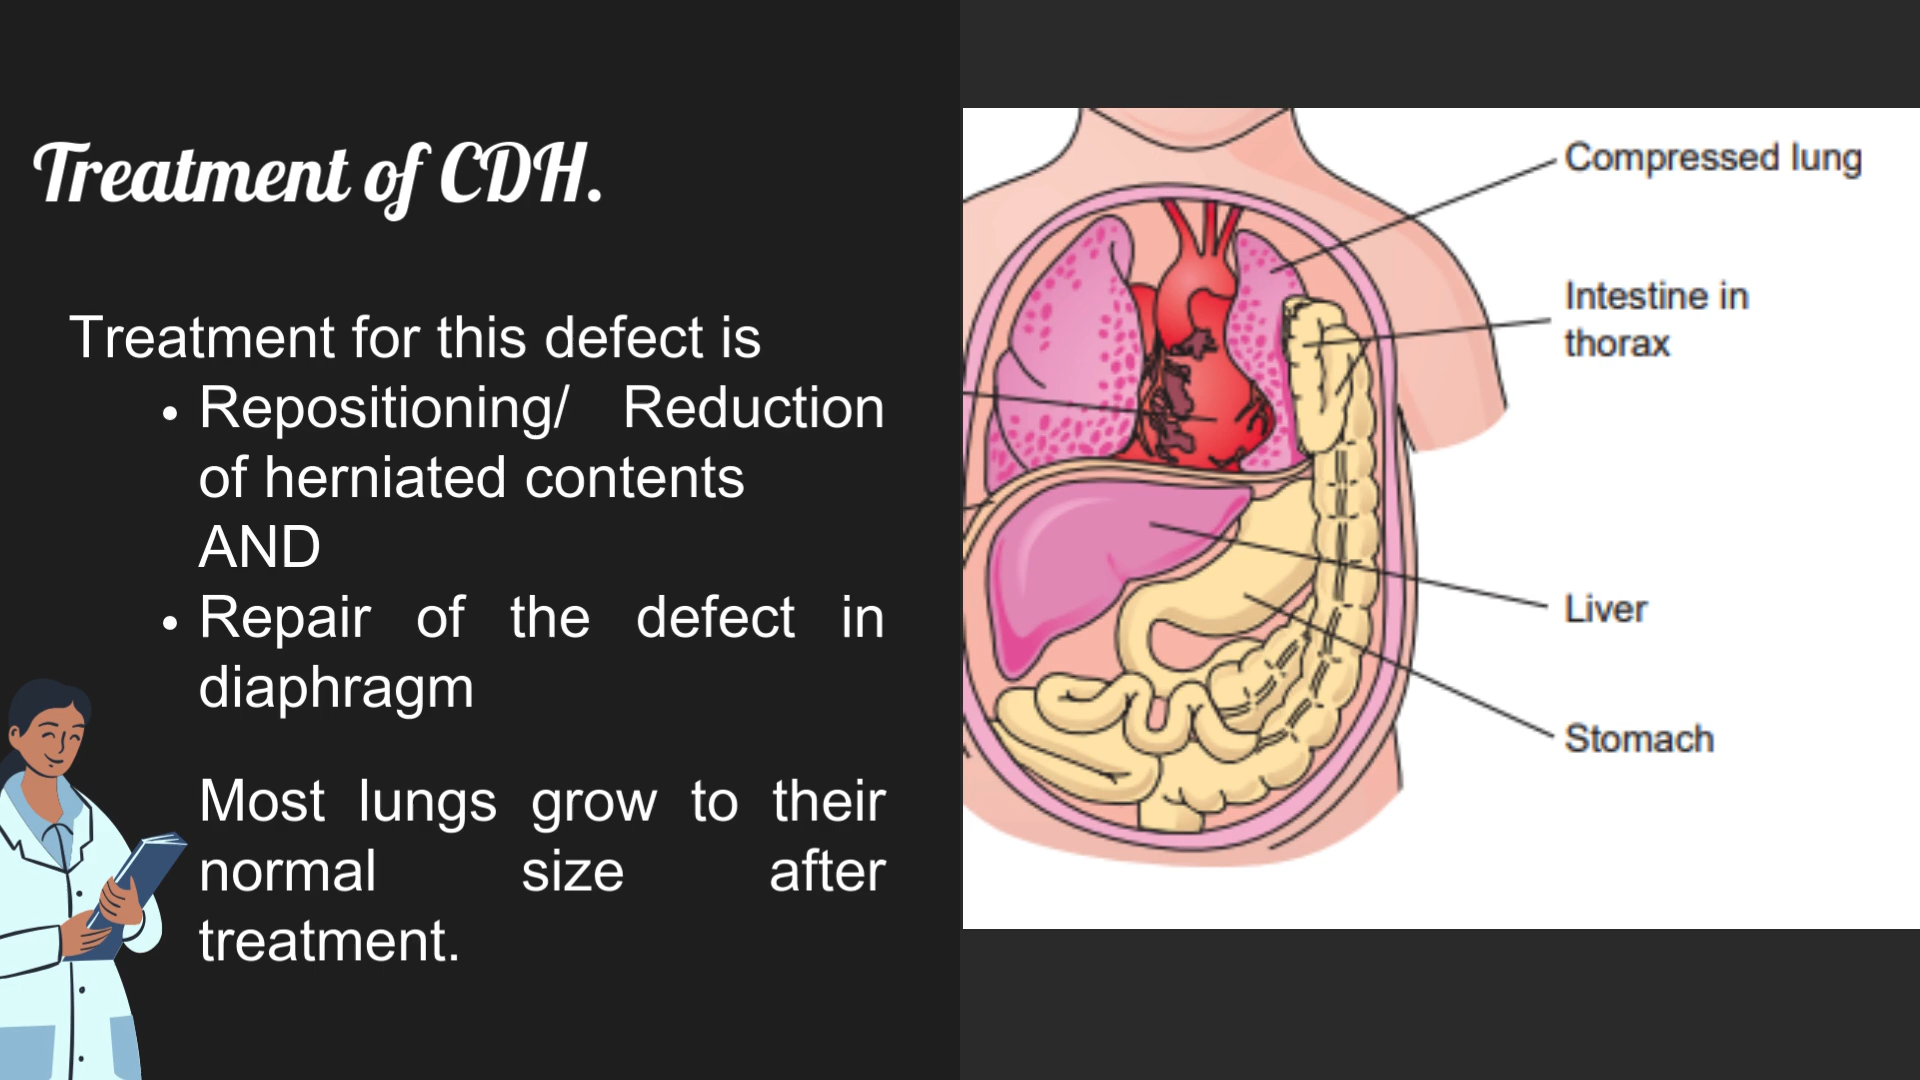 Treatment of CDH.
Treatment for this defect is
• Repositioning/ Reduction
of herniated contents
AND
• Repair of the defect in
diaphragm
Most lungs grow to their
normal size after
treatment.
Compressed lung
Intestine in
thorax
Liver
Stomach